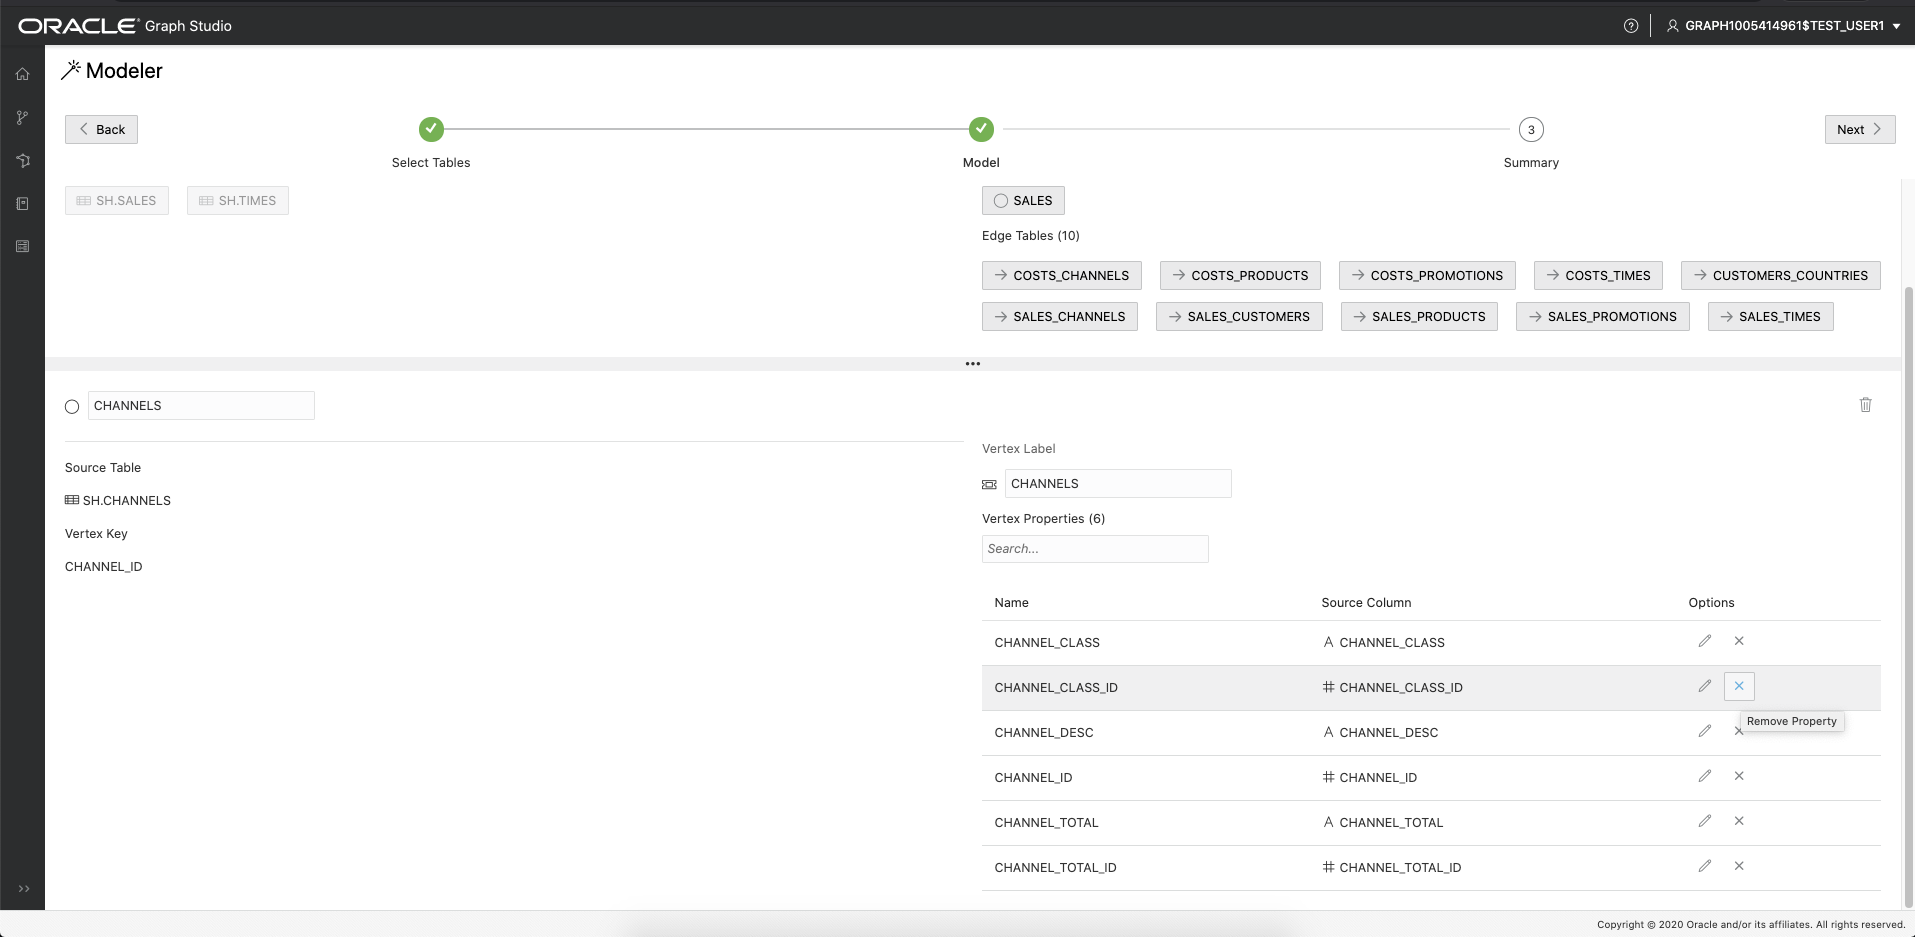 ORACLE Graph Studio
GRAPH1005414961$TEST_USER1
Modeler
Back
Select Tables
Model
3
Summary
Next
SH.SALES
SH.TIMES
SALES
Edge Tables (10)
COSTS_CHANNELS
COSTS_PRODUCTS
COSTS_PROMOTIONS
COSTS_TIMES
CUSTOMERS_COUNTRIES
SALES_CHANNELS
SALES_CUSTOMERS
SALES_PRODUCTS
SALES_PROMOTIONS
SALES_TIMES
CHANNELS
Source Table
SH.CHANNELS
Vertex Key
CHANNEL_ID
Vertex Label
CHANNELS
Vertex Properties (6)
Search...
Name Source Column Options
CHANNEL_CLASS A CHANNEL_CLASS
CHANNEL_CLASS_ID # CHANNEL_CLASS_ID
Remove Property
CHANNEL_DESC A CHANNEL_DESC
CHANNEL_ID # CHANNEL_ID
CHANNEL_TOTAL A CHANNEL_TOTAL
CHANNEL_TOTAL_ID # CHANNEL_TOTAL_ID
Copyright © 2020 Oracle and/or its affiliates. All rights reserved.